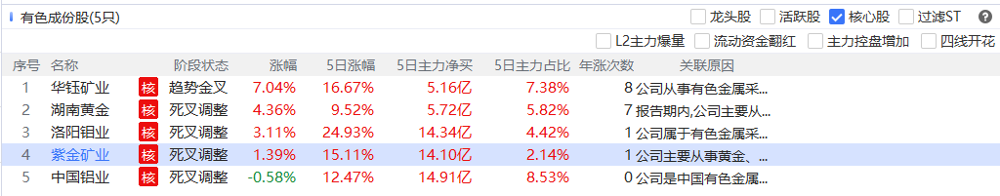 有色成份股(5只) 龙头股 活跃股 核心股 过滤ST ?
L2主力爆量 流动资金翻红 主力控盘增加 四线开花
序号 名称 阶段状态 涨幅 5日涨幅 5日主力净买 5日主力占比 年涨次数 关联原因
1 华钰矿业 核 趋势金叉 7.04% 16.67% 5.16亿 7.38% 8 公司从事有色金属采...
2 湖南黄金 核 死叉调整 4.36% 9.52% 5.72亿 5.82% 7 报告期内,公司主要从...
3 洛阳钼业 核 死叉调整 3.11% 24.93% 14.34亿 4.42% 1 公司属于有色金属采...
4 紫金矿业 核 死叉调整 1.39% 15.11% 14.10亿 2.14% 1 公司主要从事黄金、...
5 中国铝业 核 死叉调整 -0.58% 12.47% 14.91亿 8.53% 0 公司是中国有色金属...